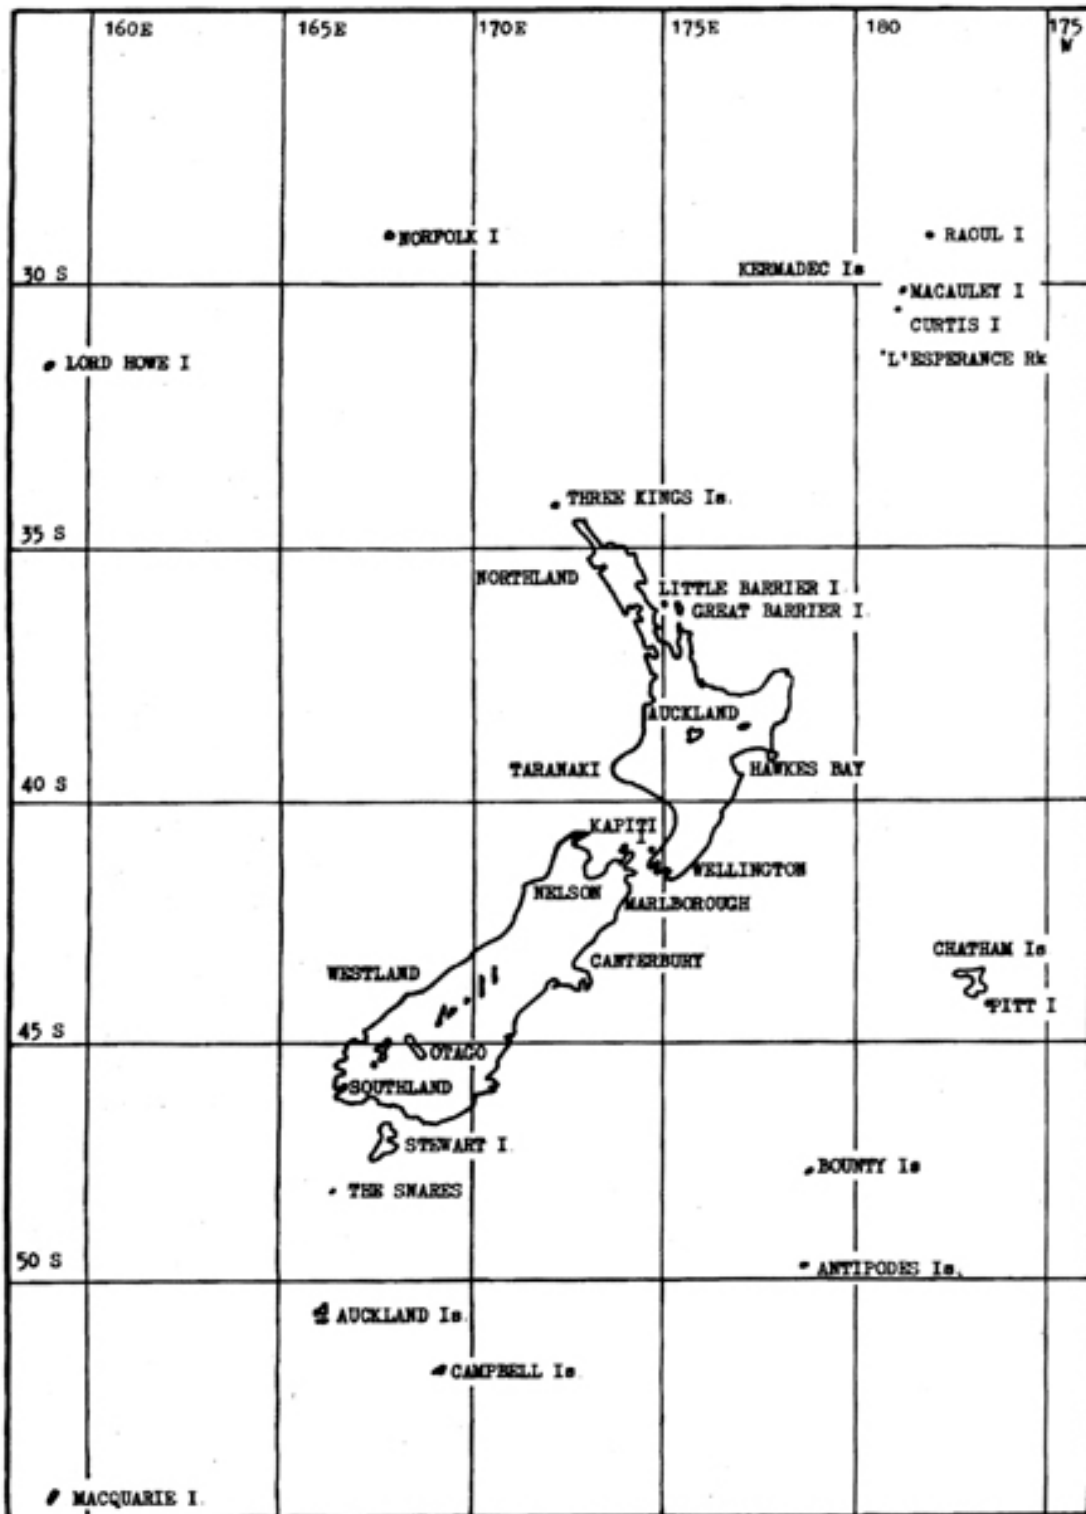 160E 165E 170E 175E 180 175
W
NORFOLK I
RAOUL I
30 S
KERMADEC Is
MACAULEY I
CURTIS I
L'ESPERANCE Rk
LORD HOWE I
THREE KINGS Is.
35 S
NORTHLAND
LITTLE BARRIER I.
GREAT BARRIER I.
AUCKLAND
TARANAKI
HAWKES BAY
40 S
KAPITI
I
WELLINGTON
NELSON
MARLBOROUGH
CHATHAM Is
CANTERBURY
WESTLAND
PITT I
45 S
OTAGO
SOUTHLAND
STEWART I.
BOUNTY Is
THE SNARES
50 S
ANTIPODES Is.
AUCKLAND Is.
CAMPBELL Is.
MACQUARIE I.